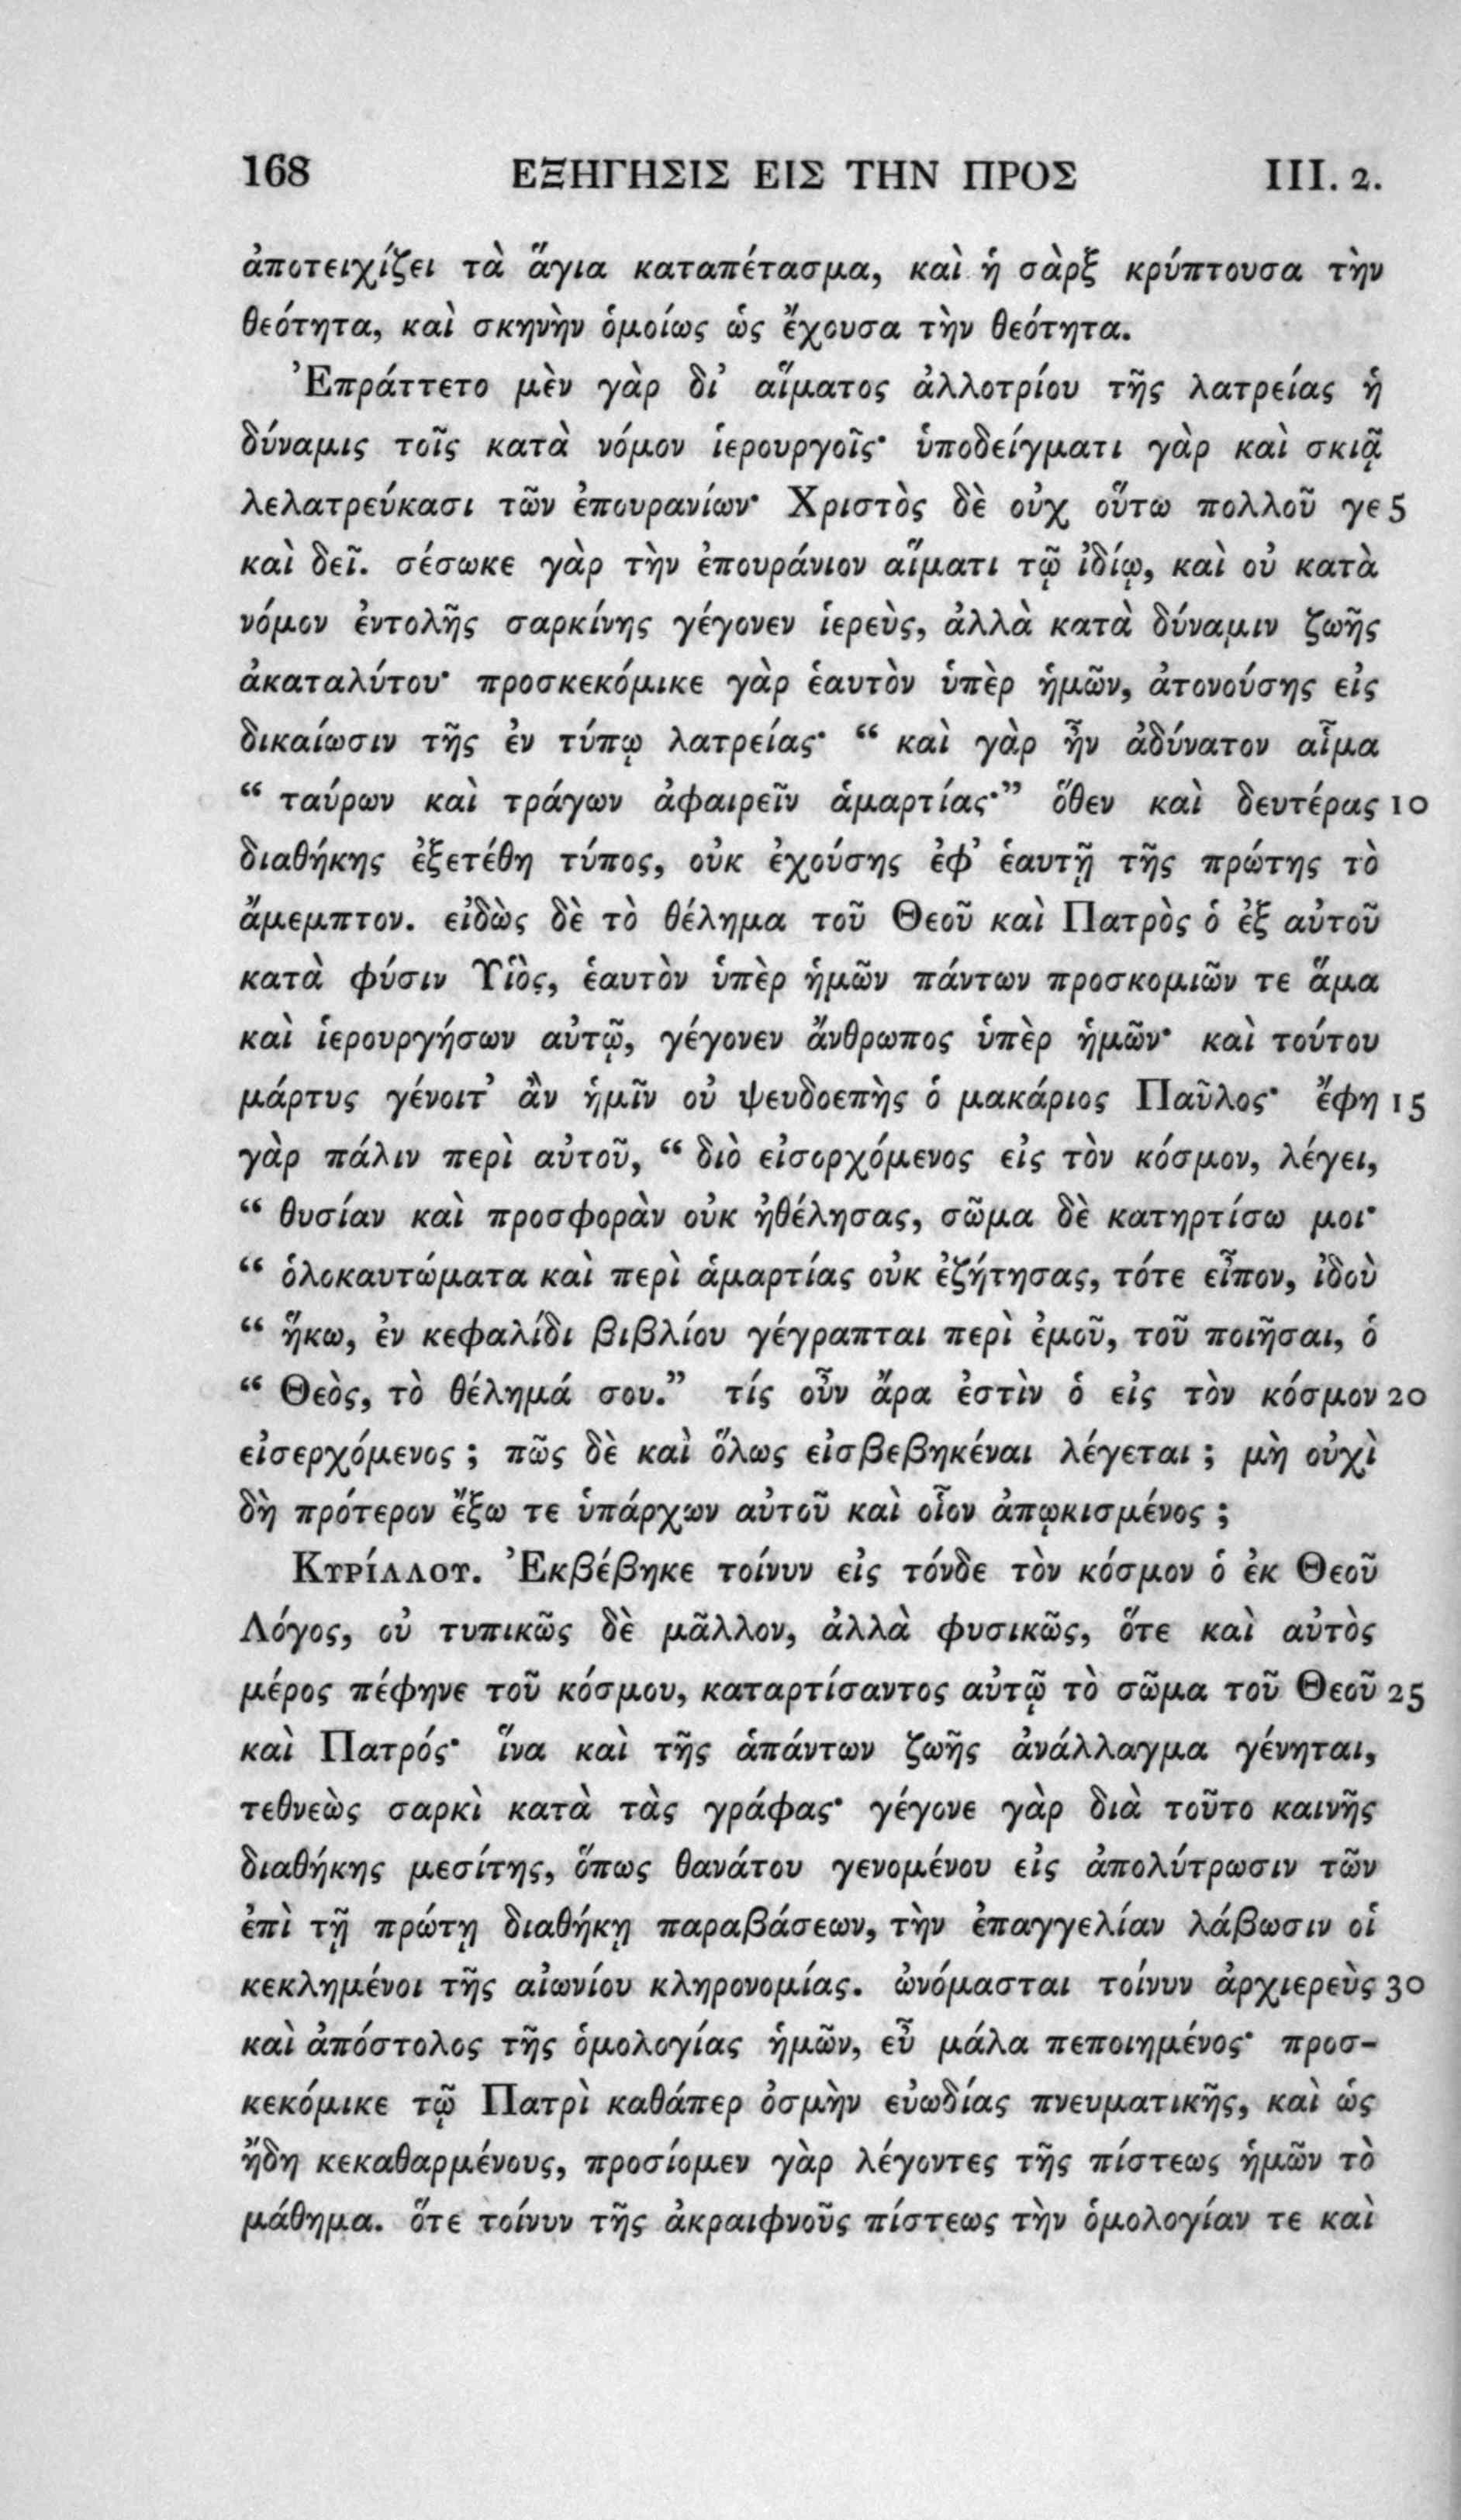 168 ΕΞΗΓΗΣΙΣ ΕΙΣ ΤΗΝ ΠΡΟΣ III. 2.
ἀποτειχίζει τὰ ἅγια καταπέτασμα, καὶ ἡ σὰρξ κρύπτουσα τὴν
θεότητα, καὶ σκηνὴν ὁμοίως ὡς ἔχουσα τὴν θεότητα.
Ἐπράττετο μὲν γὰρ δι’ αἵματος ἀλλοτρίου τῆς λατρείας ἡ
δύναμις τοῖς κατὰ νόμον ἱερουργοῖς· ὑποδείγματι γὰρ καὶ σκιᾷ
λελατρεύκασι τῶν ἐπουρανίων· Χριστὸς δὲ οὐχ οὕτω πολλοῦ γε 5
καὶ δεῖ. σέσωκε γὰρ τὴν ἐπουράνιον αἵματι τῷ ἰδίῳ, καὶ οὐ κατὰ
νόμον ἐντολῆς σαρκίνης γέγονεν ἱερεὺς, ἀλλὰ κατὰ δύναμιν ζωῆς
ἀκαταλύτου· προσκεκόμικε γὰρ ἑαυτὸν ὑπὲρ ἡμῶν, ἀτονούσης εἰς
δικαίωσιν τῆς ἐν τύπῳ λατρείας· “ καὶ γὰρ ἦν ἀδύνατον αἷμα
“ ταύρων καὶ τράγων ἀφαιρεῖν ἁμαρτίας·” ὅθεν καὶ δευτέρας 10
διαθήκης ἐξετέθη τύπος, οὐκ ἐχούσης ἐφ’ ἑαυτῇ τῆς πρώτης τὸ
ἄμεμπτον. εἰδὼς δὲ τὸ θέλημα τοῦ Θεοῦ καὶ Πατρὸς ὁ ἐξ αὐτοῦ
κατὰ φύσιν Υἱὸς, ἑαυτὸν ὑπὲρ ἡμῶν πάντων προσκομιῶν τε ἅμα
καὶ ἱερουργήσων αὐτῷ, γέγονεν ἄνθρωπος ὑπὲρ ἡμῶν· καὶ τούτου
μάρτυς γένοιτ’ ἂν ἡμῖν οὐ ψευδοεπὴς ὁ μακάριος Παῦλος· ἔφη 15
γὰρ πάλιν περὶ αὐτοῦ, “ διὸ εἰσερχόμενος εἰς τὸν κόσμον, λέγει,
“ θυσίαν καὶ προσφορὰν οὐκ ἠθέλησας, σῶμα δὲ κατηρτίσω μοι·
“ ὁλοκαυτώματα καὶ περὶ ἁμαρτίας οὐκ ἐζήτησας, τότε εἶπον, ἰδοὺ
“ ἥκω, ἐν κεφαλίδι βιβλίου γέγραπται περὶ ἐμοῦ, τοῦ ποιῆσαι, ὁ
“ Θεὸς, τὸ θέλημά σου.” τίς οὖν ἄρα ἐστὶν ὁ εἰς τὸν κόσμον 20
εἰσερχόμενος ; πῶς δὲ καὶ ὅλως εἰσβεβηκέναι λέγεται ; μὴ οὐχὶ
δὴ πρότερον ἔξω τε ὑπάρχων αὐτοῦ καὶ οἷον ἀπῳκισμένος ;
Κυρίλλου. Ἐκβέβηκε τοίνυν εἰς τόνδε τὸν κόσμον ὁ ἐκ Θεοῦ
Λόγος, οὐ τυπικῶς δὲ μᾶλλον, ἀλλὰ φυσικῶς, ὅτε καὶ αὐτὸς
μέρος πέφηνε τοῦ κόσμου, καταρτίσαντος αὐτῷ τὸ σῶμα τοῦ Θεοῦ 25
καὶ Πατρός· ἵνα καὶ τῆς ἁπάντων ζωῆς ἀνάλλαγμα γένηται,
τεθνεὼς σαρκὶ κατὰ τὰς γράφας· γέγονε γὰρ διὰ τοῦτο καινῆς
διαθήκης μεσίτης, ὅπως θανάτου γενομένου εἰς ἀπολύτρωσιν τῶν
ἐπὶ τῇ πρώτῃ διαθήκῃ παραβάσεων, τὴν ἐπαγγελίαν λάβωσιν οἱ
κεκλημένοι τῆς αἰωνίου κληρονομίας. ὠνόμασται τοίνυν ἀρχιερεὺς 30
καὶ ἀπόστολος τῆς ὁμολογίας ἡμῶν, εὖ μάλα πεποιημένος· προσ-
κεκόμικε τῷ Πατρὶ καθάπερ ὀσμὴν εὐωδίας πνευματικῆς, καὶ ὡς
ἤδη κεκαθαρμένους, προσίομεν γὰρ λέγοντες τῆς πίστεως ἡμῶν τὸ
μάθημα. ὅτε τοίνυν τῆς ἀκραιφνοῦς πίστεως τὴν ὁμολογίαν τε καὶ